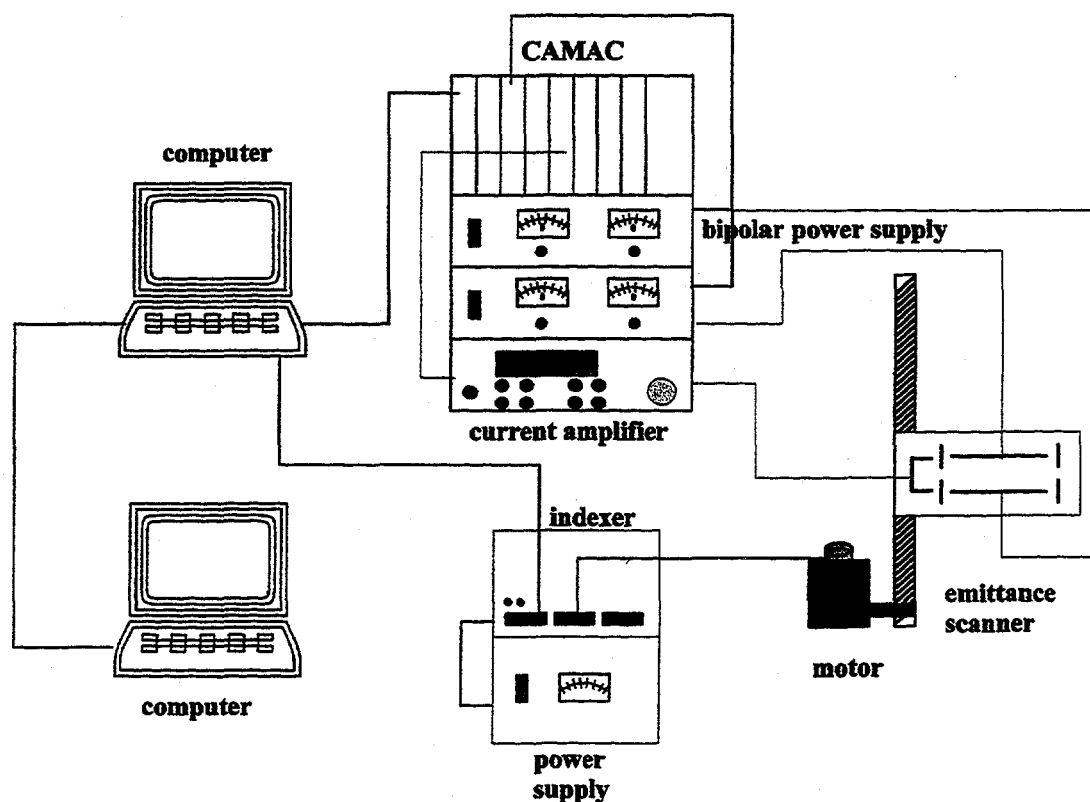 CAMAC
computer
bipolar power supply
current amplifier
indexer
emittance
scanner
motor
computer
power
supply